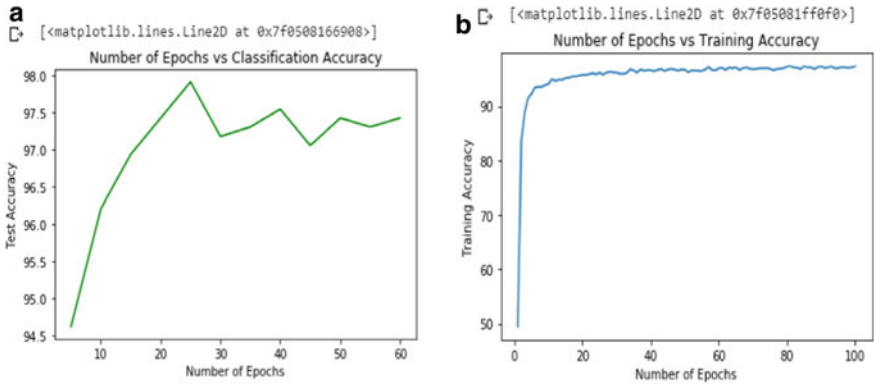 a
[<matplotlib.lines.Line2D at 0x7f0508166908>]
Number of Epochs vs Classification Accuracy
98.0
97.5
97.0
96.5
96.0
95.5
95.0
94.5
Test Accuracy
10 20 30 40 50 60
Number of Epochs
b
[<matplotlib.lines.Line2D at 0x7f05081ff0f0>]
Number of Epochs vs Training Accuracy
90
80
70
60
50
Training Accuracy
0 20 40 60 80 100
Number of Epochs